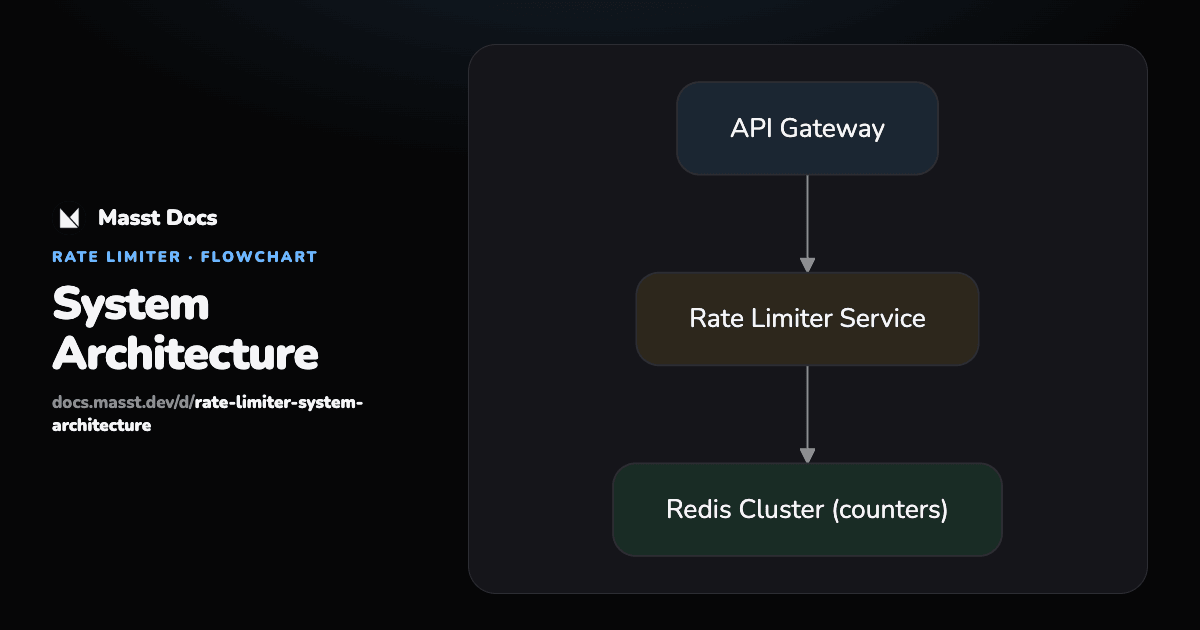 Masst Docs
RATE LIMITER · FLOWCHART
System
Architecture
docs.masst.dev/d/rate-limiter-system-
architecture
API Gateway
Rate Limiter Service
Redis Cluster (counters)